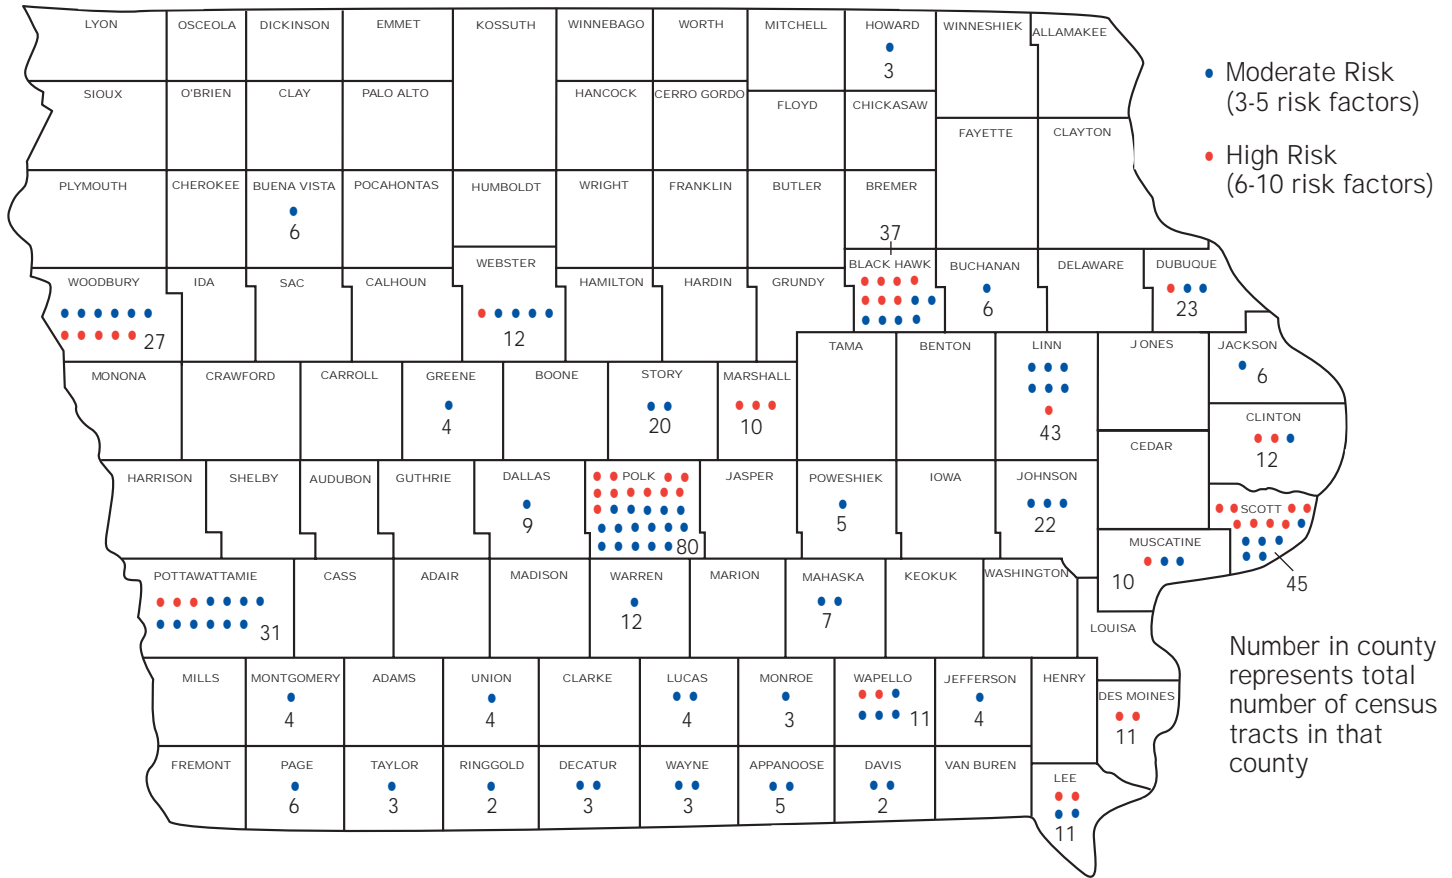 LYON
OSCEOLA
DICKINSON
EMMET
KOSSUTH
WINNEBAGO
WORTH
MITCHELL
HOWARD
3
WINNESHIEK
ALLAMAKEE
Moderate Risk
(3-5 risk factors)
High Risk
(6-10 risk factors)
SIOUX
O'BRIEN
CLAY
PALO ALTO
HANCOCK
CERRO GORDO
FLOYD
CHICKASAW
FAYETTE
CLAYTON
PLYMOUTH
CHEROKEE
BUENA VISTA
6
POCAHONTAS
HUMBOLDT
WRIGHT
FRANKLIN
BUTLER
BREMER
37
WOODBURY
27
IDA
SAC
CALHOUN
WEBSTER
12
HAMILTON
HARDIN
GRUNDY
BLACK HAWK
BUCHANAN
6
DELAWARE
DUBUQUE
23
MONONA
CRAWFORD
CARROLL
GREENE
4
BOONE
STORY
20
MARSHALL
10
TAMA
BENTON
LINN
43
JONES
JACKSON
6
CLINTON
12
CEDAR
HARRISON
SHELBY
AUDUBON
GUTHRIE
DALLAS
9
POLK
80
JASPER
POWESHIEK
5
IOWA
JOHNSON
22
SCOTT
45
MUSCATINE
10
POTTAWATTAMIE
31
CASS
ADAIR
MADISON
WARREN
12
MARION
MAHASKA
7
KEOKUK
WASHINGTON
LOUISA
Number in county
represents total
number of census
tracts in that
county
MILLS
MONTGOMERY
4
ADAMS
UNION
4
CLARKE
LUCAS
4
MONROE
3
WAPELLO
11
JEFFERSON
4
HENRY
DES MOINES
11
FREMONT
PAGE
6
TAYLOR
3
RINGGOLD
2
DECATUR
3
WAYNE
3
APPANOOSE
5
DAVIS
2
VAN BUREN
LEE
11